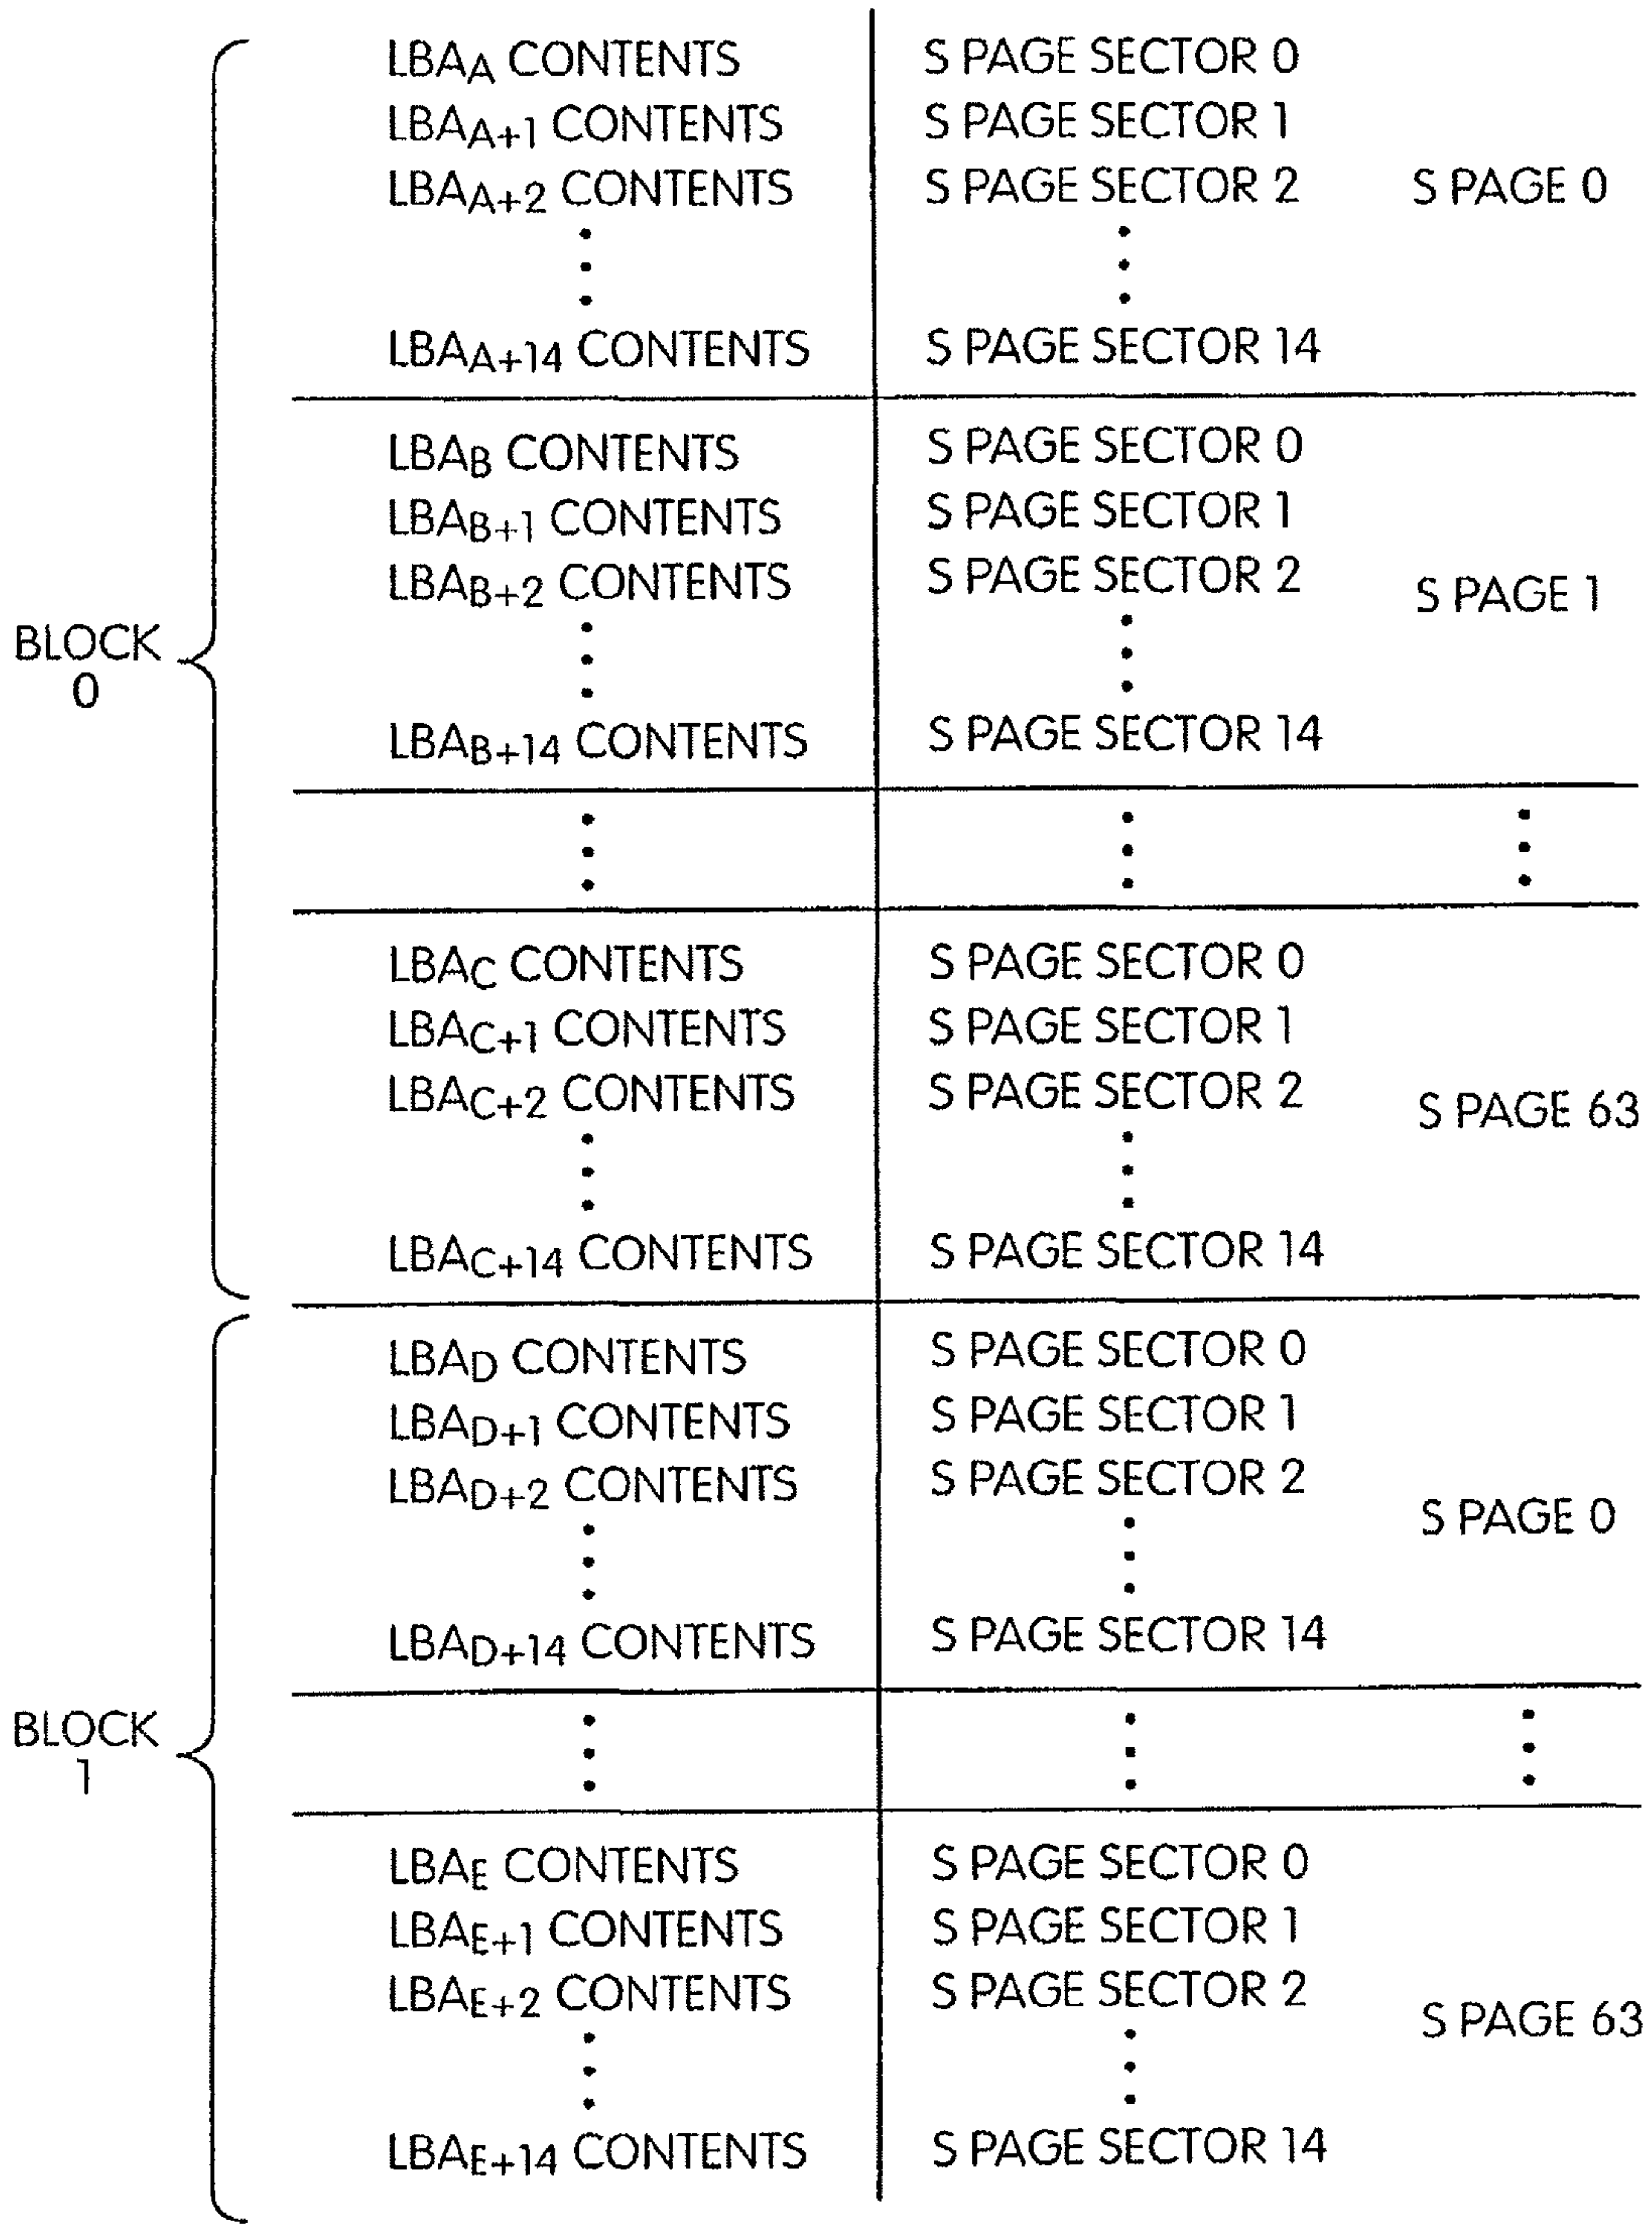 LBAA CONTENTS S PAGE SECTOR 0
LBAA+1 CONTENTS S PAGE SECTOR 1
LBAA+2 CONTENTS S PAGE SECTOR 2 S PAGE 0
LBAA+14 CONTENTS S PAGE SECTOR 14
LBAB CONTENTS S PAGE SECTOR 0
LBAB+1 CONTENTS S PAGE SECTOR 1
LBAB+2 CONTENTS S PAGE SECTOR 2 S PAGE 1
BLOCK
0
LBAB+14 CONTENTS S PAGE SECTOR 14
LBAC CONTENTS S PAGE SECTOR 0
LBAC+1 CONTENTS S PAGE SECTOR 1
LBAC+2 CONTENTS S PAGE SECTOR 2 S PAGE 63
LBAC+14 CONTENTS S PAGE SECTOR 14
LBAD CONTENTS S PAGE SECTOR 0
LBAD+1 CONTENTS S PAGE SECTOR 1
LBAD+2 CONTENTS S PAGE SECTOR 2 S PAGE 0
LBAD+14 CONTENTS S PAGE SECTOR 14
BLOCK
1
LBAE CONTENTS S PAGE SECTOR 0
LBAE+1 CONTENTS S PAGE SECTOR 1
LBAE+2 CONTENTS S PAGE SECTOR 2 S PAGE 63
LBAE+14 CONTENTS S PAGE SECTOR 14